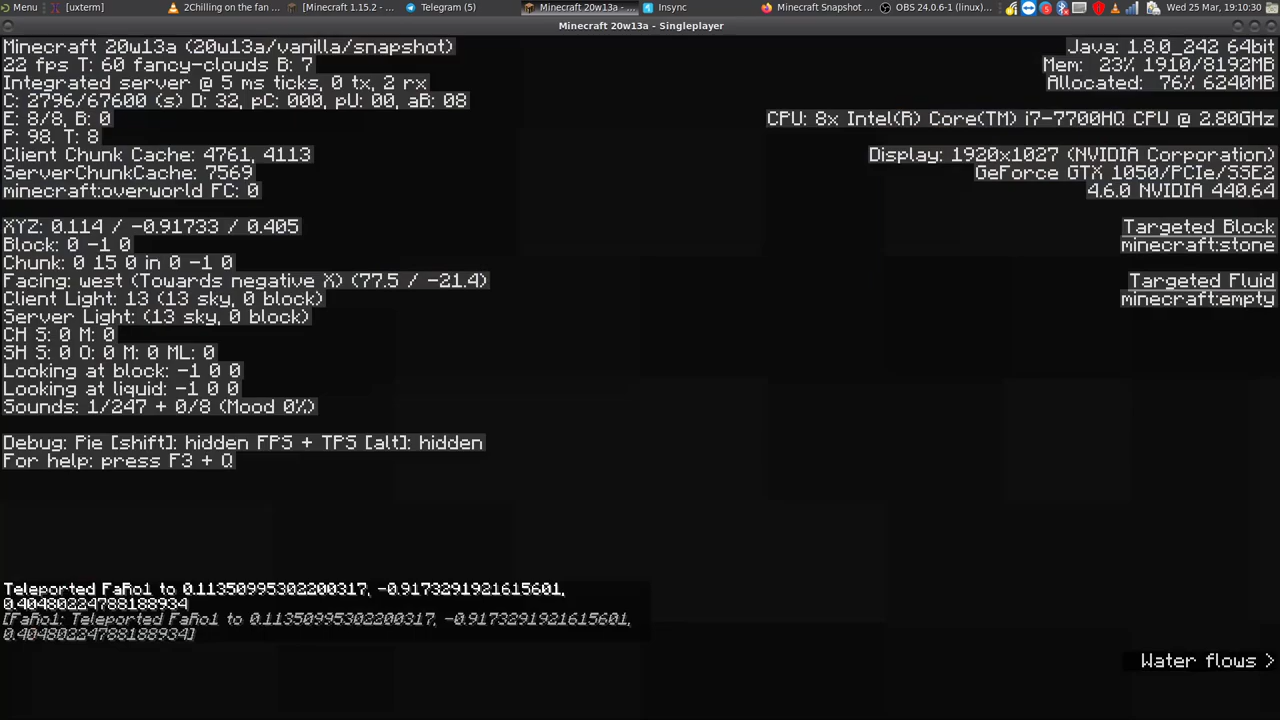 Menu
[uxterm]
2Chilling on the fan ...
[Minecraft 1.15.2 - ...
Telegram (5)
Minecraft 20w13a - ...
Insync
Minecraft Snapshot ...
OBS 24.0.6-1 (linux)...
Wed 25 Mar, 19:10:30
Minecraft 20w13a - Singleplayer
Minecraft 20w13a (20w13a/vanilla/snapshot)
22 fps T: 60 fancy-clouds B: 7
Integrated server @ 5 ms ticks, 0 tx, 2 rx
C: 2796/67600 (s) D: 32, pC: 000, pU: 00, aB: 08
E: 8/8, B: 0
P: 98. T: 8
Client Chunk Cache: 4761, 4113
ServerChunkCache: 7569
minecraft:overworld FC: 0
XYZ: 0.114 / -0.91733 / 0.405
Block: 0 -1 0
Chunk: 0 15 0 in 0 -1 0
Facing: west (Towards negative X) (77.5 / -21.4)
Client Light: 13 (13 sky, 0 block)
Server Light: (13 sky, 0 block)
CH S: 0 M: 0
SH S: 0 O: 0 M: 0 ML: 0
Looking at block: -1 0 0
Looking at liquid: -1 0 0
Sounds: 1/247 + 0/8 (Mood 0%)
Debug: Pie [shift]: hidden FPS + TPS [alt]: hidden
For help: press F3 + Q
Java: 1.8.0_242 64bit
Mem: 23% 1910/8192MB
Allocated: 76% 6240MB
CPU: 8x Intel(R) Core(TM) i7-7700HQ CPU @ 2.80GHz
Display: 1920x1027 (NVIDIA Corporation)
GeForce GTX 1050/PCIe/SSE2
4.6.0 NVIDIA 440.64
Targeted Block
minecraft:stone
Targeted Fluid
minecraft:empty
Teleported FaRo1 to 0.11350995302200317, -0.91732919216156​01,
0.40480224788188934
[FaRo1: Teleported FaRo1 to 0.11350995302200317, -0.9173291921615601,
0.40480224788188934]
Water flows >